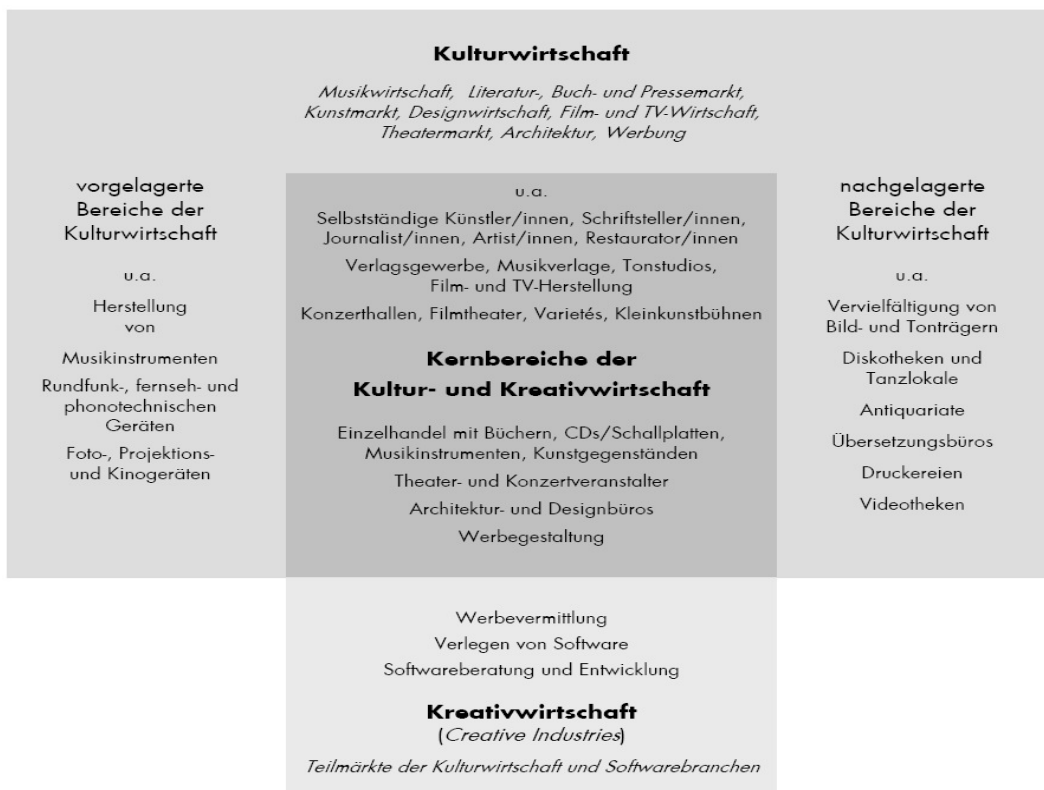 Kulturwirtschaft
Musikwirtschaft, Literatur-, Buch- und Pressemarkt,
Kunstmarkt, Designwirtschaft, Film- und TV-Wirtschaft,
Theatermarkt, Architektur, Werbung
vorgelagerte
Bereiche der
Kulturwirtschaft
u.a.
Herstellung
von
Musikinstrumenten
Rundfunk-, fernseh- und
phonotechnischen
Geräten
Foto-, Projektions-
und Kinogeräten
u.a.
Selbstständige Künstler/innen, Schriftsteller/innen,
Journalist/innen, Artist/innen, Restaurator/innen
Verlagsgewerbe, Musikverlage, Tonstudios,
Film- und TV-Herstellung
Konzerthallen, Filmtheater, Varietés, Kleinkunstbühnen
Kernbereiche der
Kultur- und Kreativwirtschaft
Einzelhandel mit Büchern, CDs/Schallplatten,
Musikinstrumenten, Kunstgegenständen
Theater- und Konzertveranstalter
Architektur- und Designbüros
Werbegestaltung
nachgelagerte
Bereiche der
Kulturwirtschaft
u.a.
Vervielfältigung von
Bild- und Tonträgern
Diskotheken und
Tanzlokale
Antiquariate
Übersetzungsbüros
Druckereien
Videotheken
Werbevermittlung
Verlegen von Software
Softwareberatung und Entwicklung
Kreativwirtschaft
(Creative Industries)
Teilmärkte der Kulturwirtschaft und Softwarebranchen